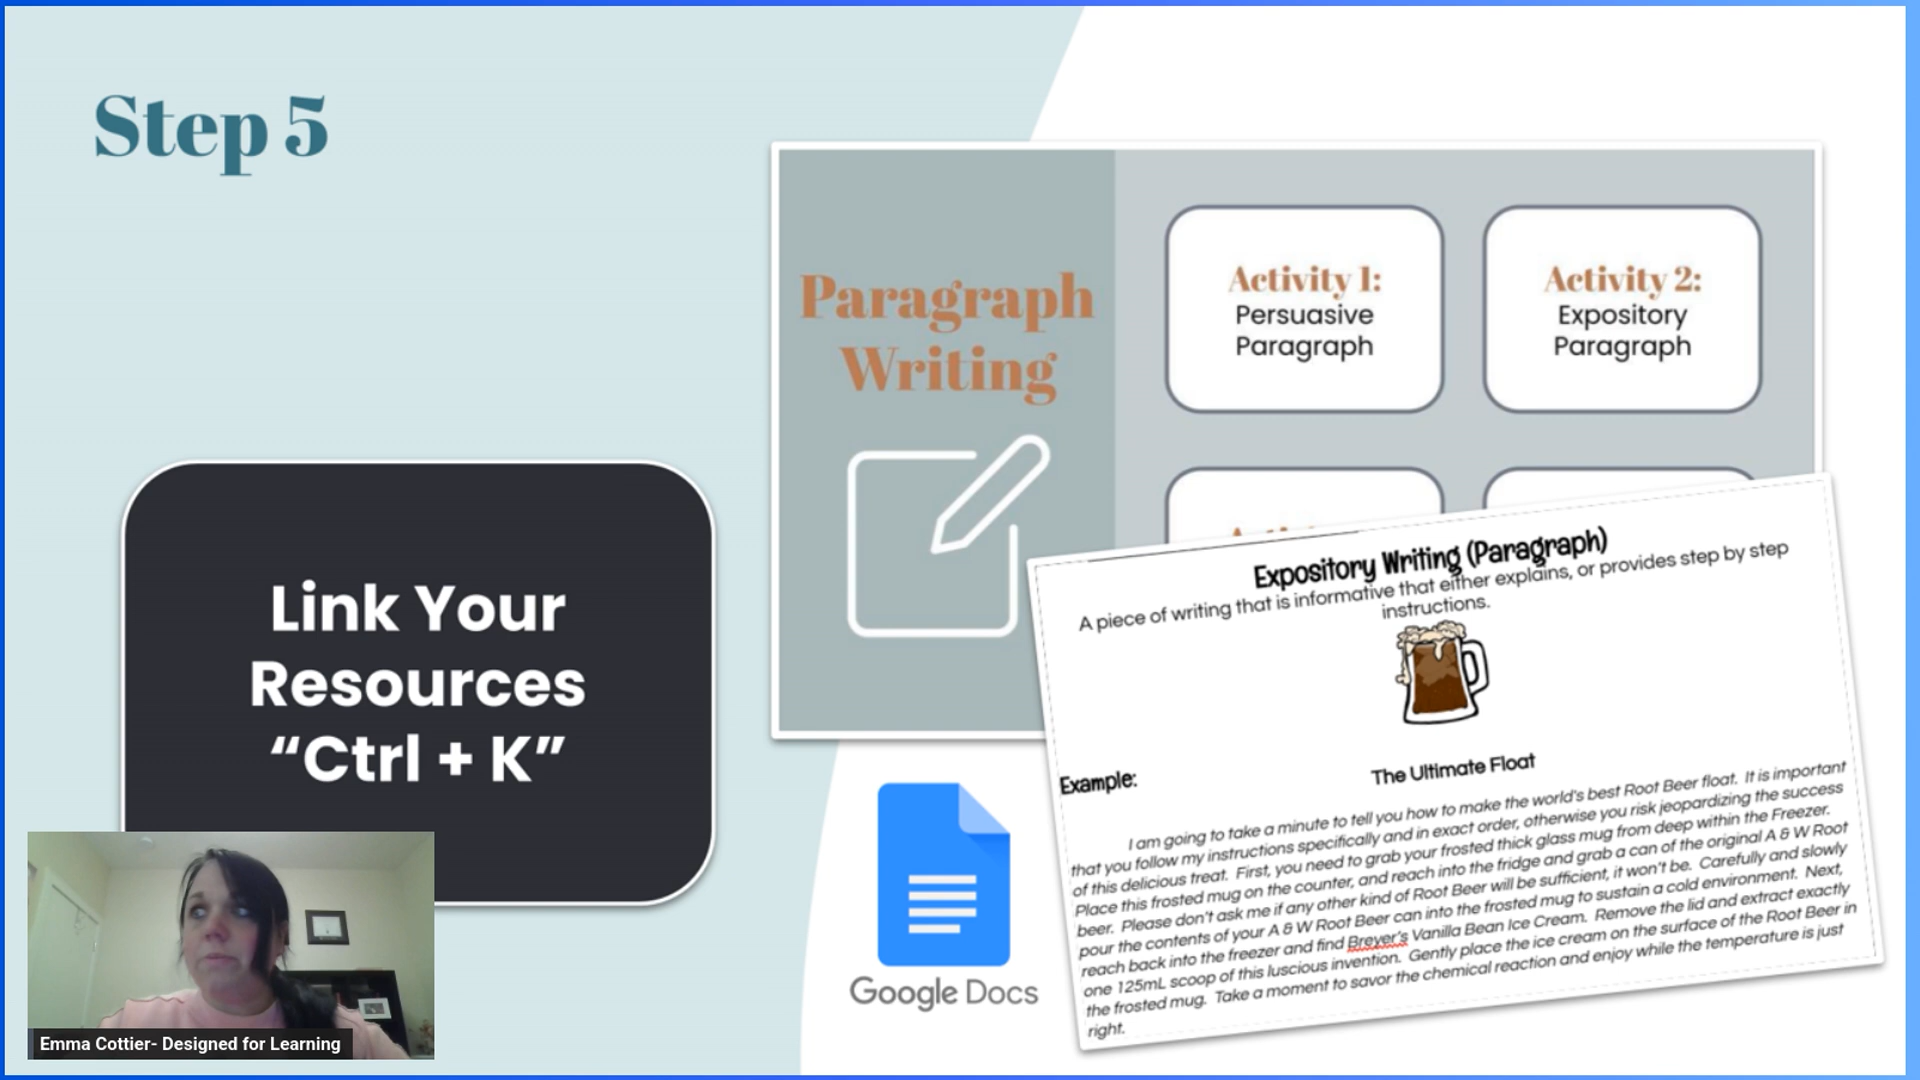 Step 5
Link Your
Resources
“Ctrl + K”
Paragraph
Writing
Activity 1:
Persuasive
Paragraph
Activity 2:
Expository
Paragraph
Expository Writing (Paragraph)
A piece of writing that is informative that either explains, or provides step by step
instructions.
Example:
The Ultimate Float
I am going to take a minute to tell you how to make the world's best Root Beer float. It is important
that you follow my instructions specifically and in exact order, otherwise you risk jeopardizing the success
of this delicious treat. First, you need to grab your frosted thick glass mug from deep within the Freezer.
Place this frosted mug on the counter, and reach into the fridge and grab a can of the original A & W Root
beer. Please don't ask me if any other kind of Root Beer will be sufficient, it won't be. Carefully and slowly
pour the contents of your A & W Root Beer can into the frosted mug to sustain a cold environment. Next,
reach back into the freezer and find Breyer's Vanilla Bean Ice Cream. Remove the lid and extract exactly
one 125mL scoop of this luscious invention. Gently place the ice cream on the surface of the Root Beer in
the frosted mug. Take a moment to savor the chemical reaction and enjoy while the temperature is just
right.
Google Docs
Emma Cottier- Designed for Learning